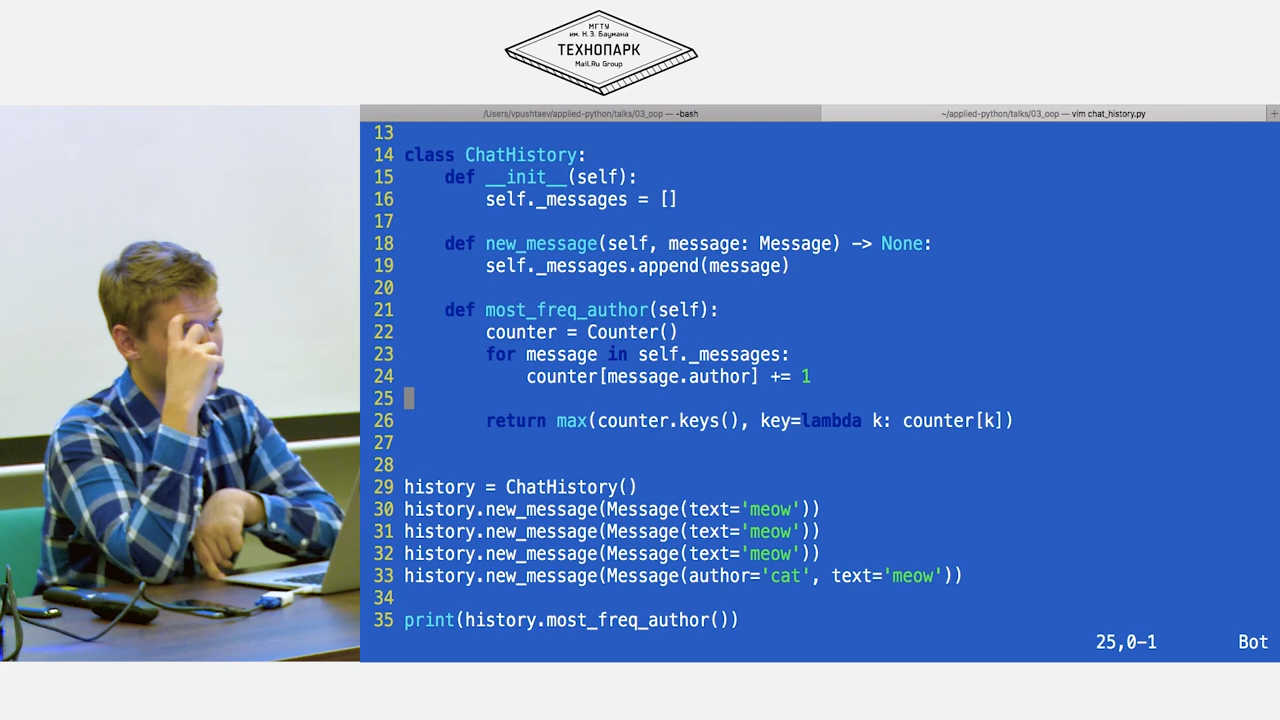 МГТУ
им. Н.Э. Баумана
ТЕХНОПАРК
Mail.Ru Group
/Users/vpushtaev/applied-python/talks/03_oop — -bash
~/applied-python/talks/03_oop — vim chat_history.py
+
13
14 class ChatHistory:
15     def __init__(self):
16         self._messages = []
17
18     def new_message(self, message: Message) -> None:
19         self._messages.append(message)
20
21     def most_freq_author(self):
22         counter = Counter()
23         for message in self._messages:
24             counter[message.author] += 1
25
26         return max(counter.keys(), key=lambda k: counter[k])
27
28
29 history = ChatHistory()
30 history.new_message(Message(text='meow'))
31 history.new_message(Message(text='meow'))
32 history.new_message(Message(text='meow'))
33 history.new_message(Message(author='cat', text='meow'))
34
35 print(history.most_freq_author())
25,0-1 Bot